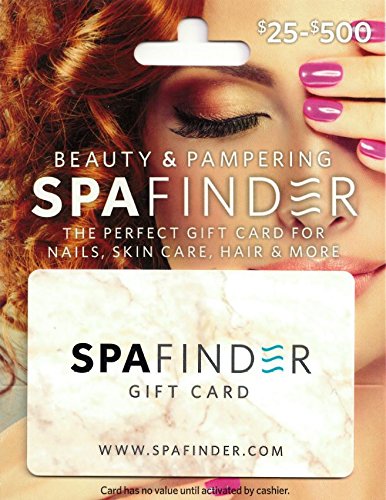 $25-$500
BEAUTY & PAMPERING
SPAFINDER
THE PERFECT GIFT CARD FOR
NAILS, SKIN CARE, HAIR & MORE
SPAFINDER
GIFT CARD
WWW.SPAFINDER.COM
Card has no value until activated by cashier.